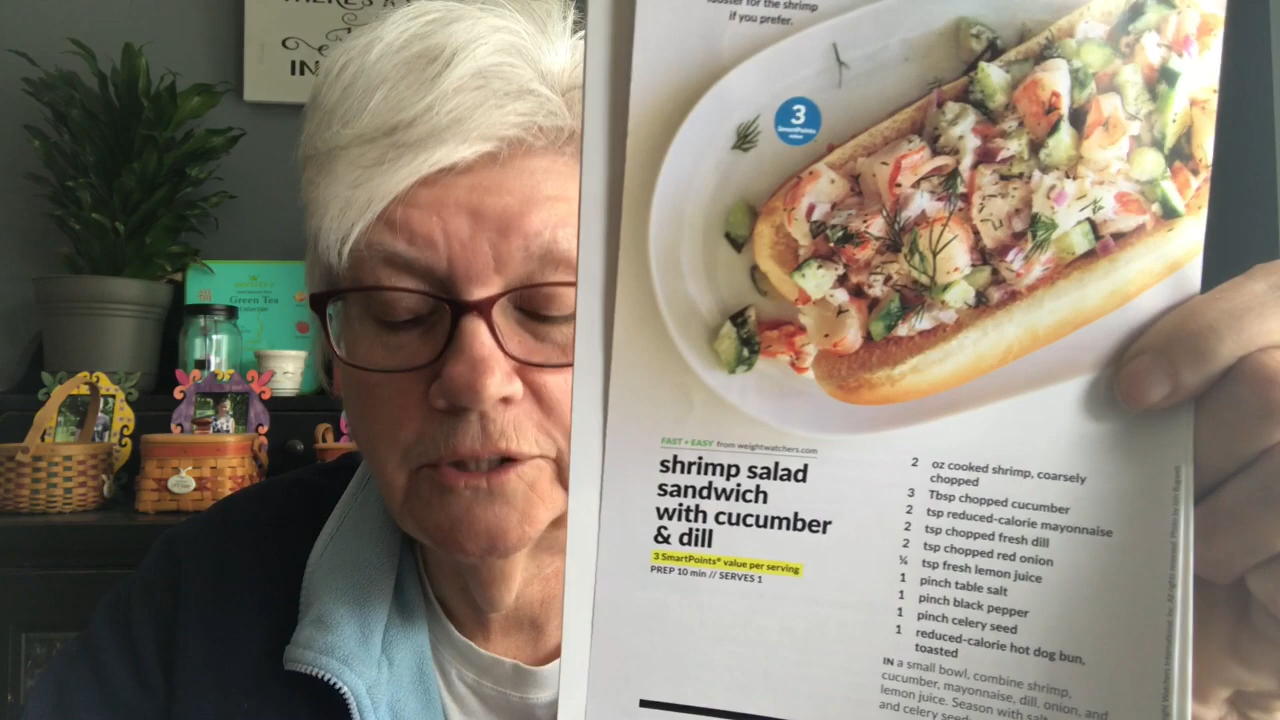 IN
Green Tea
lobster for the shrimp
if you prefer.
3
SmartPoints
value
FAST + EASY from weightwatchers.com
shrimp salad
sandwich
with cucumber
& dill
3 SmartPoints® value per serving
PREP 10 min // SERVES 1
2 oz cooked shrimp, coarsely
chopped
3 Tbsp chopped cucumber
2 tsp reduced-calorie mayonnaise
2 tsp chopped fresh dill
2 tsp chopped red onion
¼ tsp fresh lemon juice
1 pinch table salt
1 pinch black pepper
1 pinch celery seed
1 reduced-calorie hot dog bun,
toasted
IN a small bowl, combine shrimp,
cucumber, mayonnaise, dill, onion, and
lemon juice. Season with salt
and celery seed